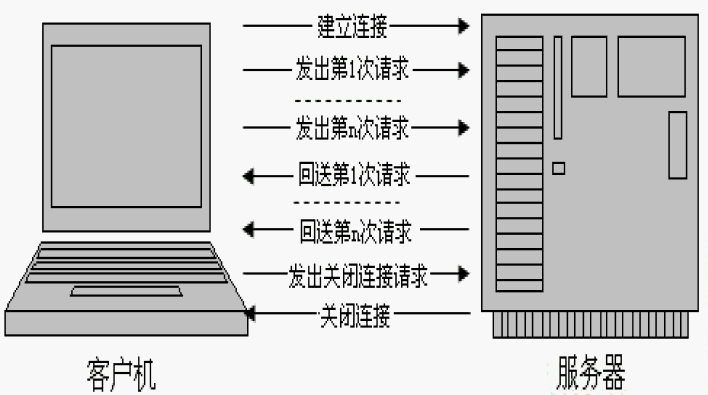 建立连接
发出第1次请求
发出第n次请求
回送第1次请求
回送第n次请求
发出关闭连接请求
关闭连接
客户机
服务器